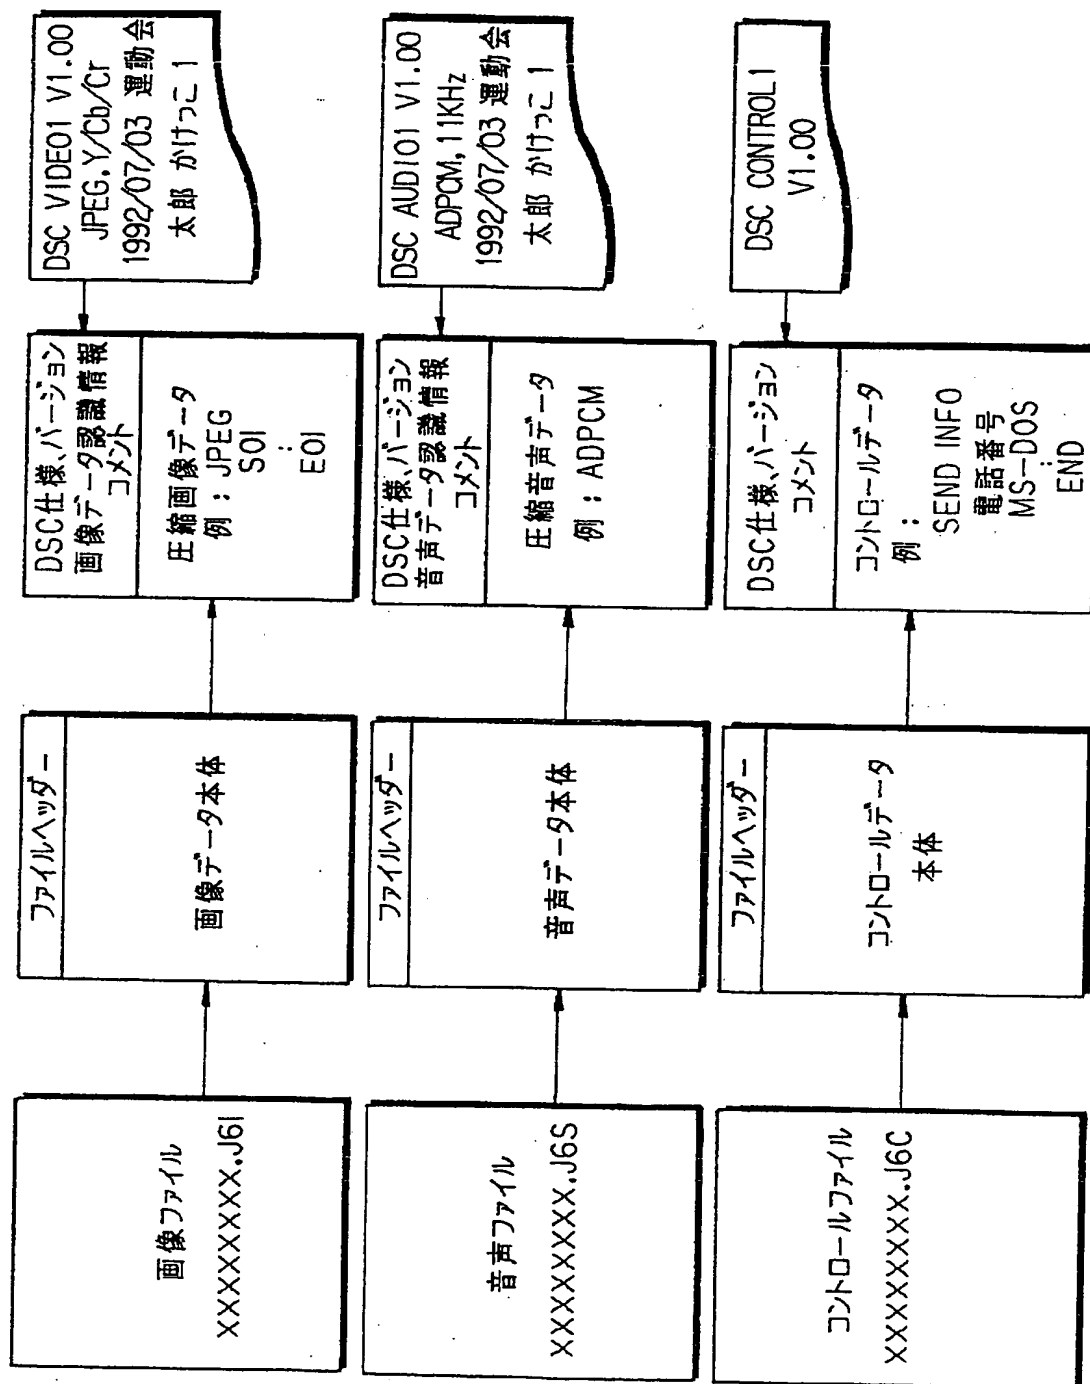 画像ファイル
XXXXXXXX.J6I
ファイルヘッダー
画像データ本体
DSC仕様、バージョン
画像データ認識情報
コメント
圧縮画像データ
例：JPEG
SOI
:
EOI
DSC VIDEO1 V1.00
JPEG,Y/Cb/Cr
1992/07/03 運動会
太郎 かけっこ 1
音声ファイル
XXXXXXXX.J6S
ファイルヘッダー
音声データ本体
DSC仕様、バージョン
音声データ認識情報
コメント
圧縮音声データ
例：ADPCM
DSC AUDIO1 V1.00
ADPCM,11KHz
1992/07/03 運動会
太郎 かけっこ 1
コントロールファイル
XXXXXXXX.J6C
ファイルヘッダー
コントロールデータ
本体
DSC仕様、バージョン
コメント
コントロールデータ
例：
SEND INFO
電話番号
MS-DOS
:
END
DSC CONTROL1
V1.00